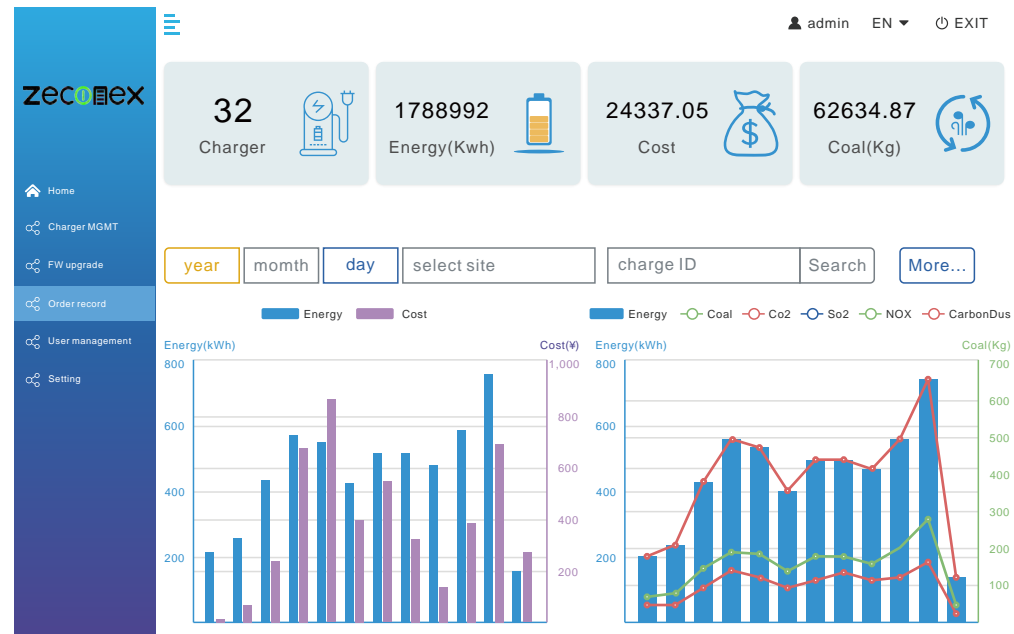 admin EN EXIT
zeconex
Home
Charger MGMT
FW upgrade
Order record
User management
Setting
32
Charger
1788992
Energy(Kwh)
24337.05
Cost
$
62634.87
Coal(Kg)
year momth day select site charge ID Search More...
Energy Cost
Energy(kWh) Cost(¥)
800 1,000
800
600
600
400
400
200
200
Energy Coal Co2 So2 NOX CarbonDus
Energy(kWh) Coal(Kg)
800 700
600
600 500
400
400
300
200
200
100